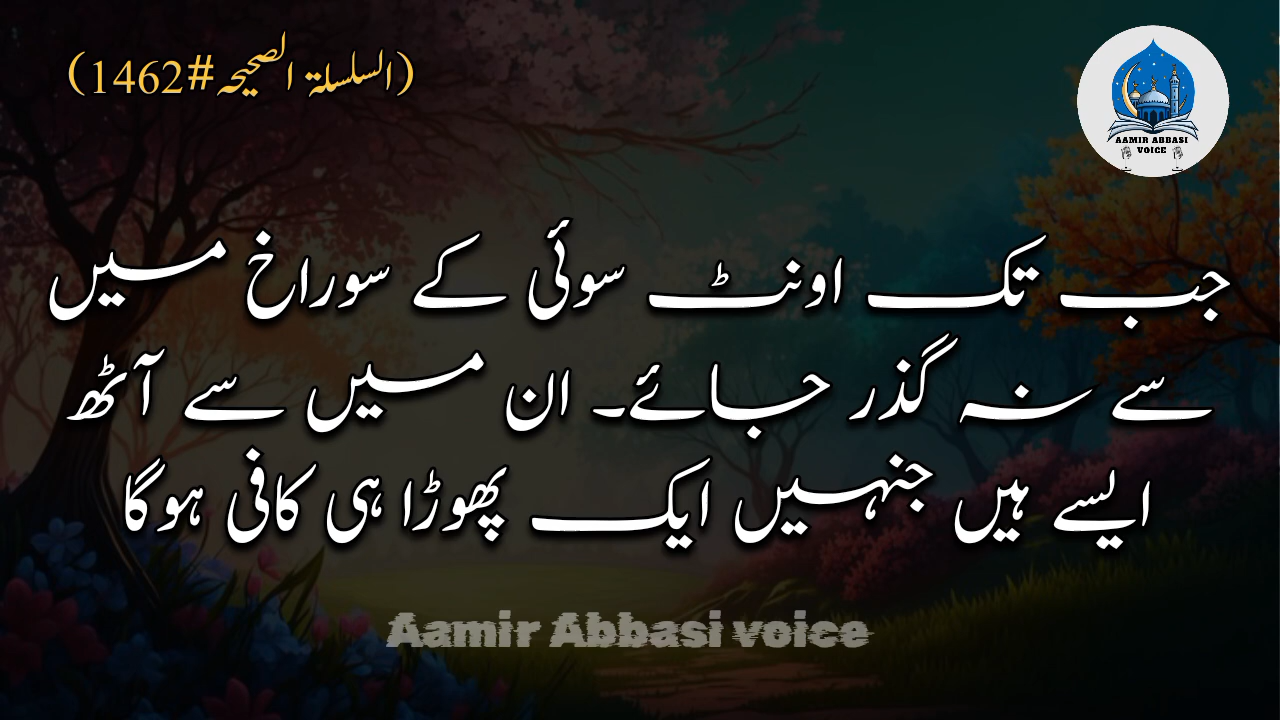 (السلسلة الصحیحہ#1462)
AAMIR ABBASI
VOICE
جب تک اونٹ سوئی کے سوراخ میں
سے نہ گذر جائے۔ ان میں سے آٹھ
ایسے ہیں جنہیں ایک پھوڑا ہی کافی ہوگا
Aamir Abbasi voice